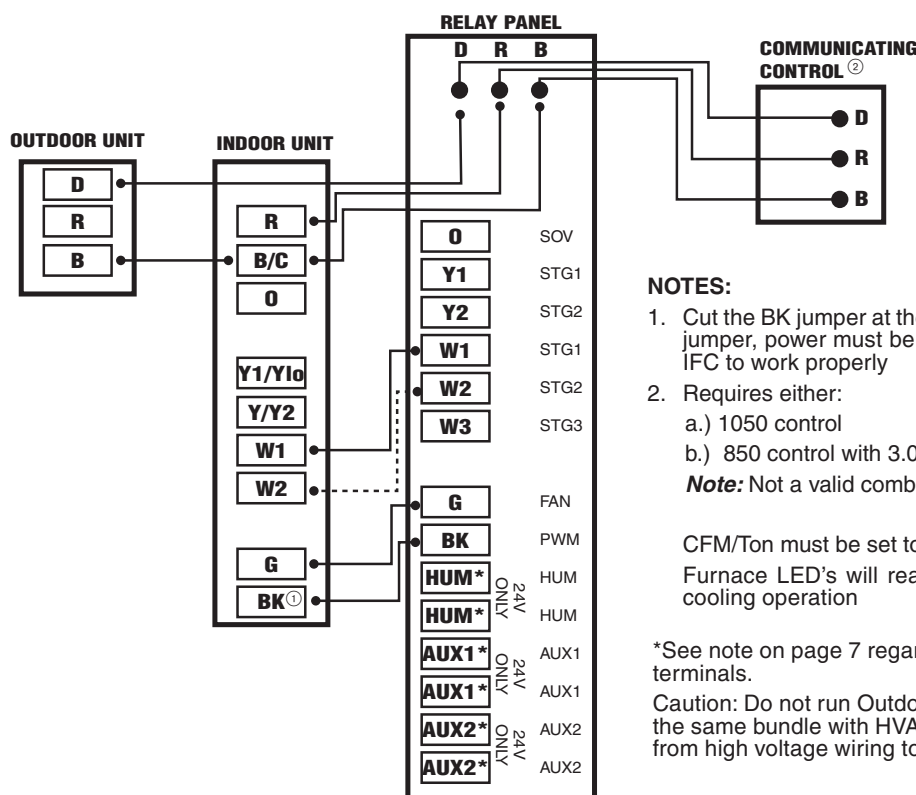 RELAY PANEL
D R B
COMMUNICATING
CONTROL ②
D
R
B
OUTDOOR UNIT
D
R
B
INDOOR UNIT
R
B/C
O
Y1/Ylo
Y/Y2
W1
W2
G
BK①
O SOV
Y1 STG1
Y2 STG2
W1 STG1
W2 STG2
W3 STG3
G FAN
BK PWM
HUM* HUM
HUM* HUM
24V
ONLY
AUX1* AUX1
AUX1* AUX1
24V
ONLY
AUX2* AUX2
AUX2* AUX2
24V
ONLY
NOTES:
1. Cut the BK jumper at the
jumper, power must be
IFC to work properly
2. Requires either:
a.) 1050 control
b.) 850 control with 3.0
Note: Not a valid comb
CFM/Ton must be set to
Furnace LED's will rea
cooling operation
*See note on page 7 regar
terminals.
Caution: Do not run Outdo
the same bundle with HVA
from high voltage wiring to